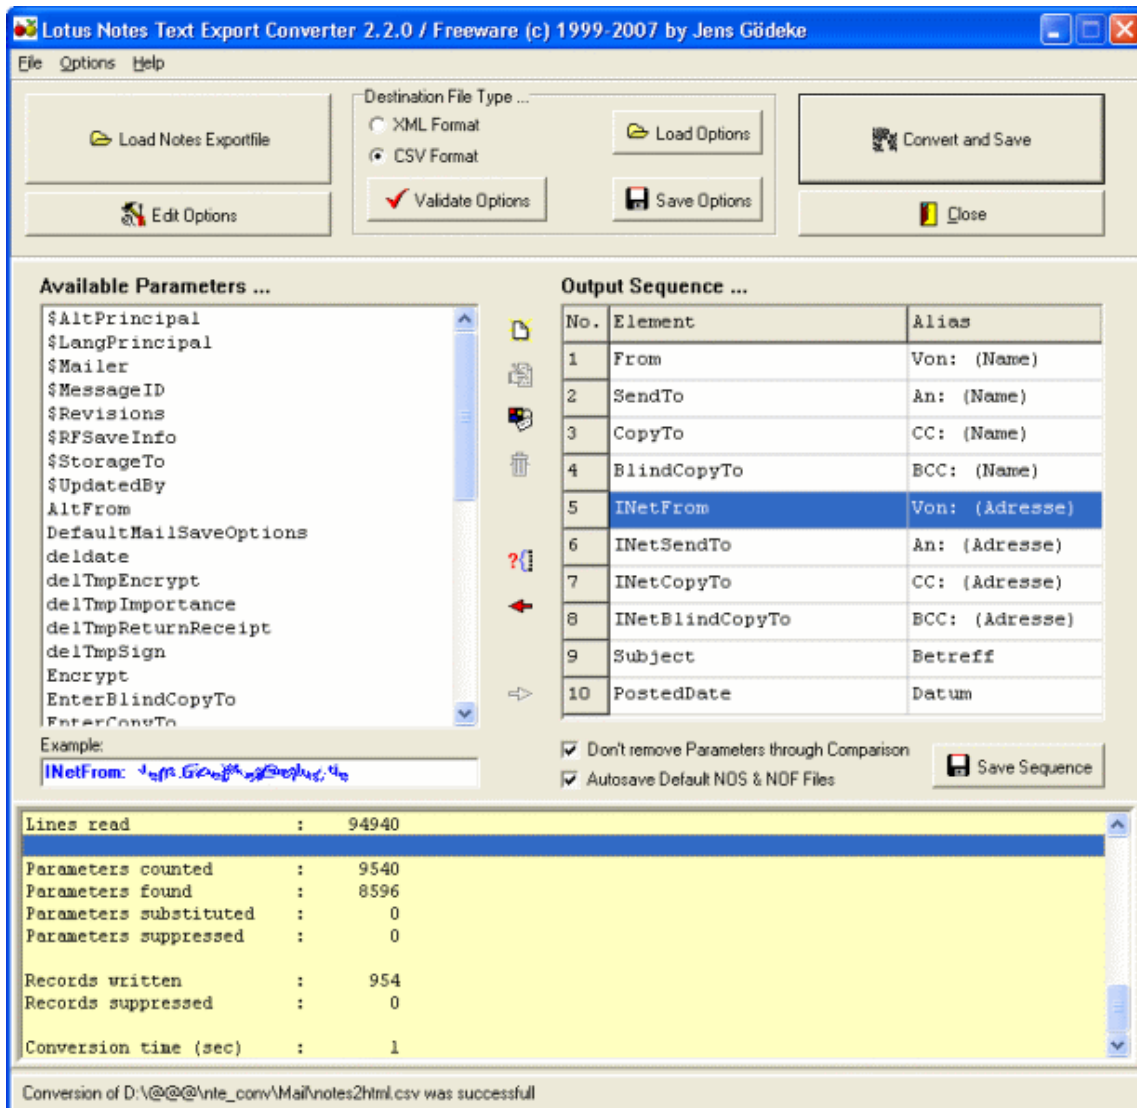 Lotus Notes Text Export Converter 2.2.0 / Freeware (c) 1999-2007 by Jens Gödeke
File Options Help
Load Notes Exportfile
Edit Options
Destination File Type ...
XML Format
CSV Format
Load Options
Validate Options
Save Options
Convert and Save
Close
Available Parameters ...
$AltPrincipal
$LangPrincipal
$Mailer
$MessageID
$Revisions
$RFSaveInfo
$StorageTo
$UpdatedBy
AltFrom
DefaultMailSaveOptions
deldate
delTmpEncrypt
delTmpImportance
delTmpReturnReceipt
delTmpSign
Encrypt
EnterBlindCopyTo
EnterCopyTo
Example:
INetFrom:
Output Sequence ...
No. Element Alias
1 From Von: (Name)
2 SendTo An: (Name)
3 CopyTo CC: (Name)
4 BlindCopyTo BCC: (Name)
5 INetFrom Von: (Adresse)
6 INetSendTo An: (Adresse)
7 INetCopyTo CC: (Adresse)
8 INetBlindCopyTo BCC: (Adresse)
9 Subject Betreff
10 PostedDate Datum
Don't remove Parameters through Comparison
Autosave Default NOS & NOF Files
Save Sequence
Lines read : 94940
Parameters counted : 9540
Parameters found : 8596
Parameters substituted : 0
Parameters suppressed : 0
Records written : 954
Records suppressed : 0
Conversion time (sec) : 1
Conversion of D:\@@@\nte_conv\Mail\notes2html.csv was successfull